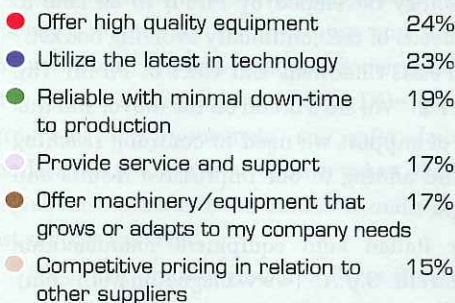 Offer high quality equipment 24%
Utilize the latest in technology 23%
Reliable with minmal down-time 19%
to production
Provide service and support 17%
Offer machinery/equipment that 17%
grows or adapts to my company needs
Competitive pricing in relation to 15%
other suppliers